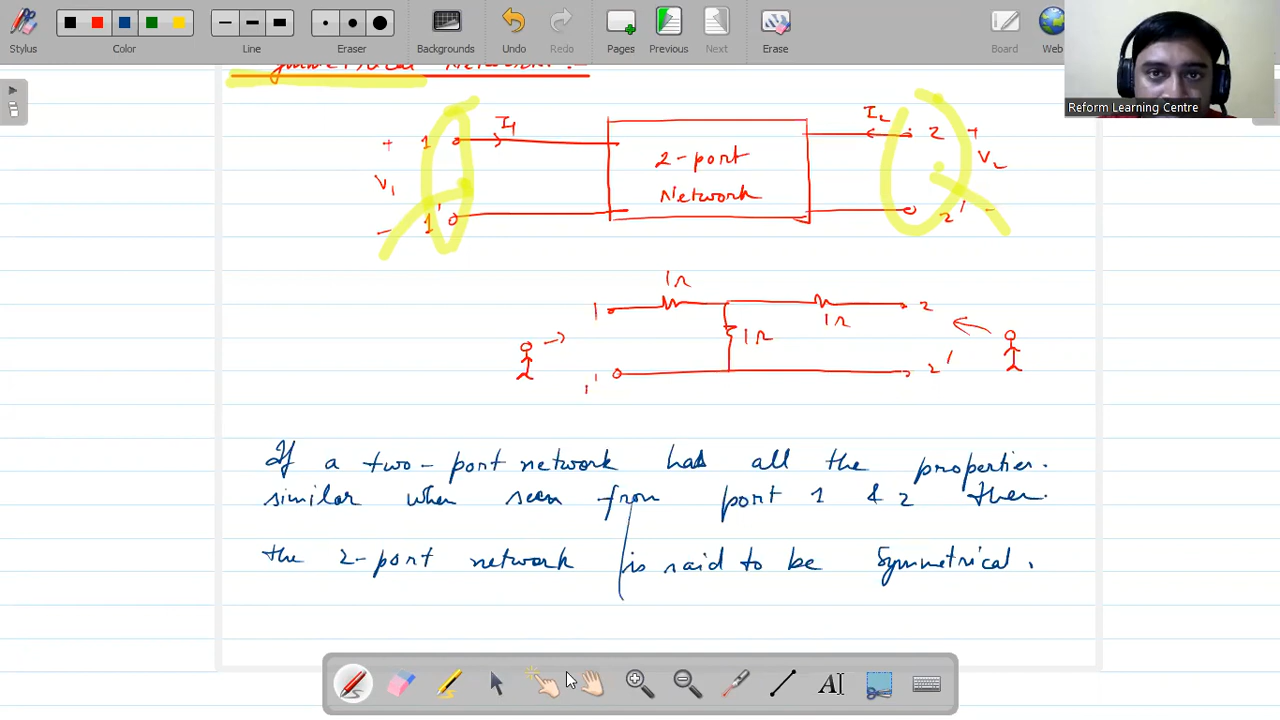 Stylus
Color
Line
Eraser
Backgrounds
Undo
Redo
Pages
Previous
Next
Erase
Board
Web
Reform Learning Centre
Symmetrical Network :-
+ 1 I1 I2 2 +
V1 2-port V2
Network
- 1' 2' -
1Ω
1 1Ω 2
1Ω
1' 2'
If a two-port network has all the properties.
similar when seen from port 1 & 2 then.
the 2-port network is said to be Symmetrical.